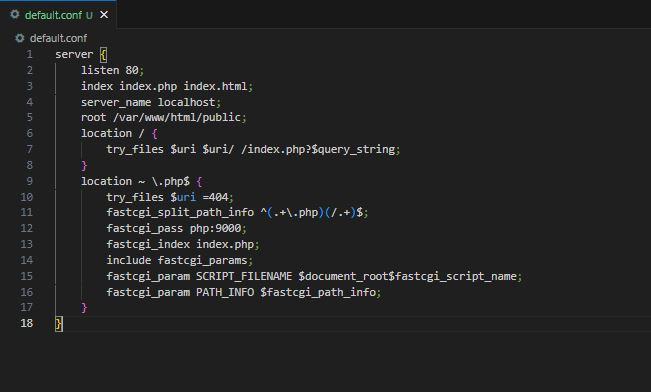 default.conf U ×
default.conf
1 server {
2 listen 80;
3 index index.php index.html;
4 server_name localhost;
5 root /var/www/html/public;
6 location / {
7 try_files $uri $uri/ /index.php?$query_string;
8 }
9 location ~ \.php$ {
10 try_files $uri =404;
11 fastcgi_split_path_info ^(.+\.php)(/.+)$;
12 fastcgi_pass php:9000;
13 fastcgi_index index.php;
14 include fastcgi_params;
15 fastcgi_param SCRIPT_FILENAME $document_root$fastcgi_script_name;
16 fastcgi_param PATH_INFO $fastcgi_path_info;
17 }
18 }